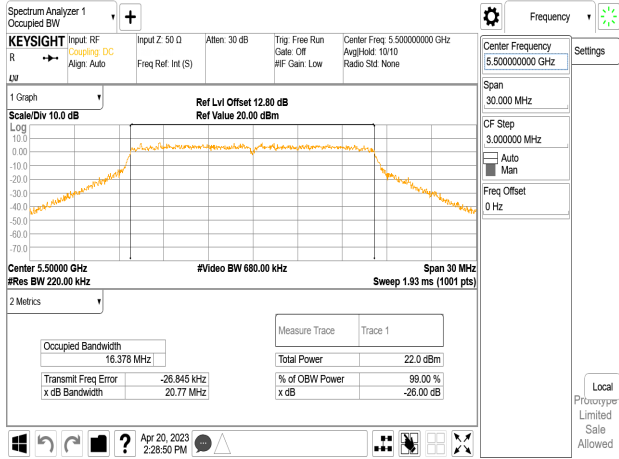 Spectrum Analyzer 1
Occupied BW
Frequency
KEYSIGHT
R
LXI
Input: RF
Coupling: DC
Align: Auto
Input Z: 50 Ω
Freq Ref: Int (S)
Atten: 30 dB
Trig: Free Run
Gate: Off
#IF Gain: Low
Center Freq: 5.500000000 GHz
Avg|Hold: 10/10
Radio Std: None
Center Frequency
5.500000000 GHz
Settings
Span
30.000 MHz
CF Step
3.000000 MHz
Auto
Man
Freq Offset
0 Hz
1 Graph
Scale/Div 10.0 dB
Ref Lvl Offset 12.80 dB
Ref Value 20.00 dBm
Log
10.0
0.00
-10.0
-20.0
-30.0
-40.0
-50.0
-60.0
-70.0
Center 5.50000 GHz
#Video BW 680.00 kHz
Span 30 MHz
#Res BW 220.00 kHz
Sweep 1.93 ms (1001 pts)
2 Metrics
Measure Trace
Trace 1
Occupied Bandwidth
16.378 MHz
Total Power
22.0 dBm
Transmit Freq Error
-26.845 kHz
% of OBW Power
99.00 %
x dB Bandwidth
20.77 MHz
x dB
-26.00 dB
Local
Prototype
Limited
Sale
Allowed
?
Apr 20, 2023
2:28:50 PM